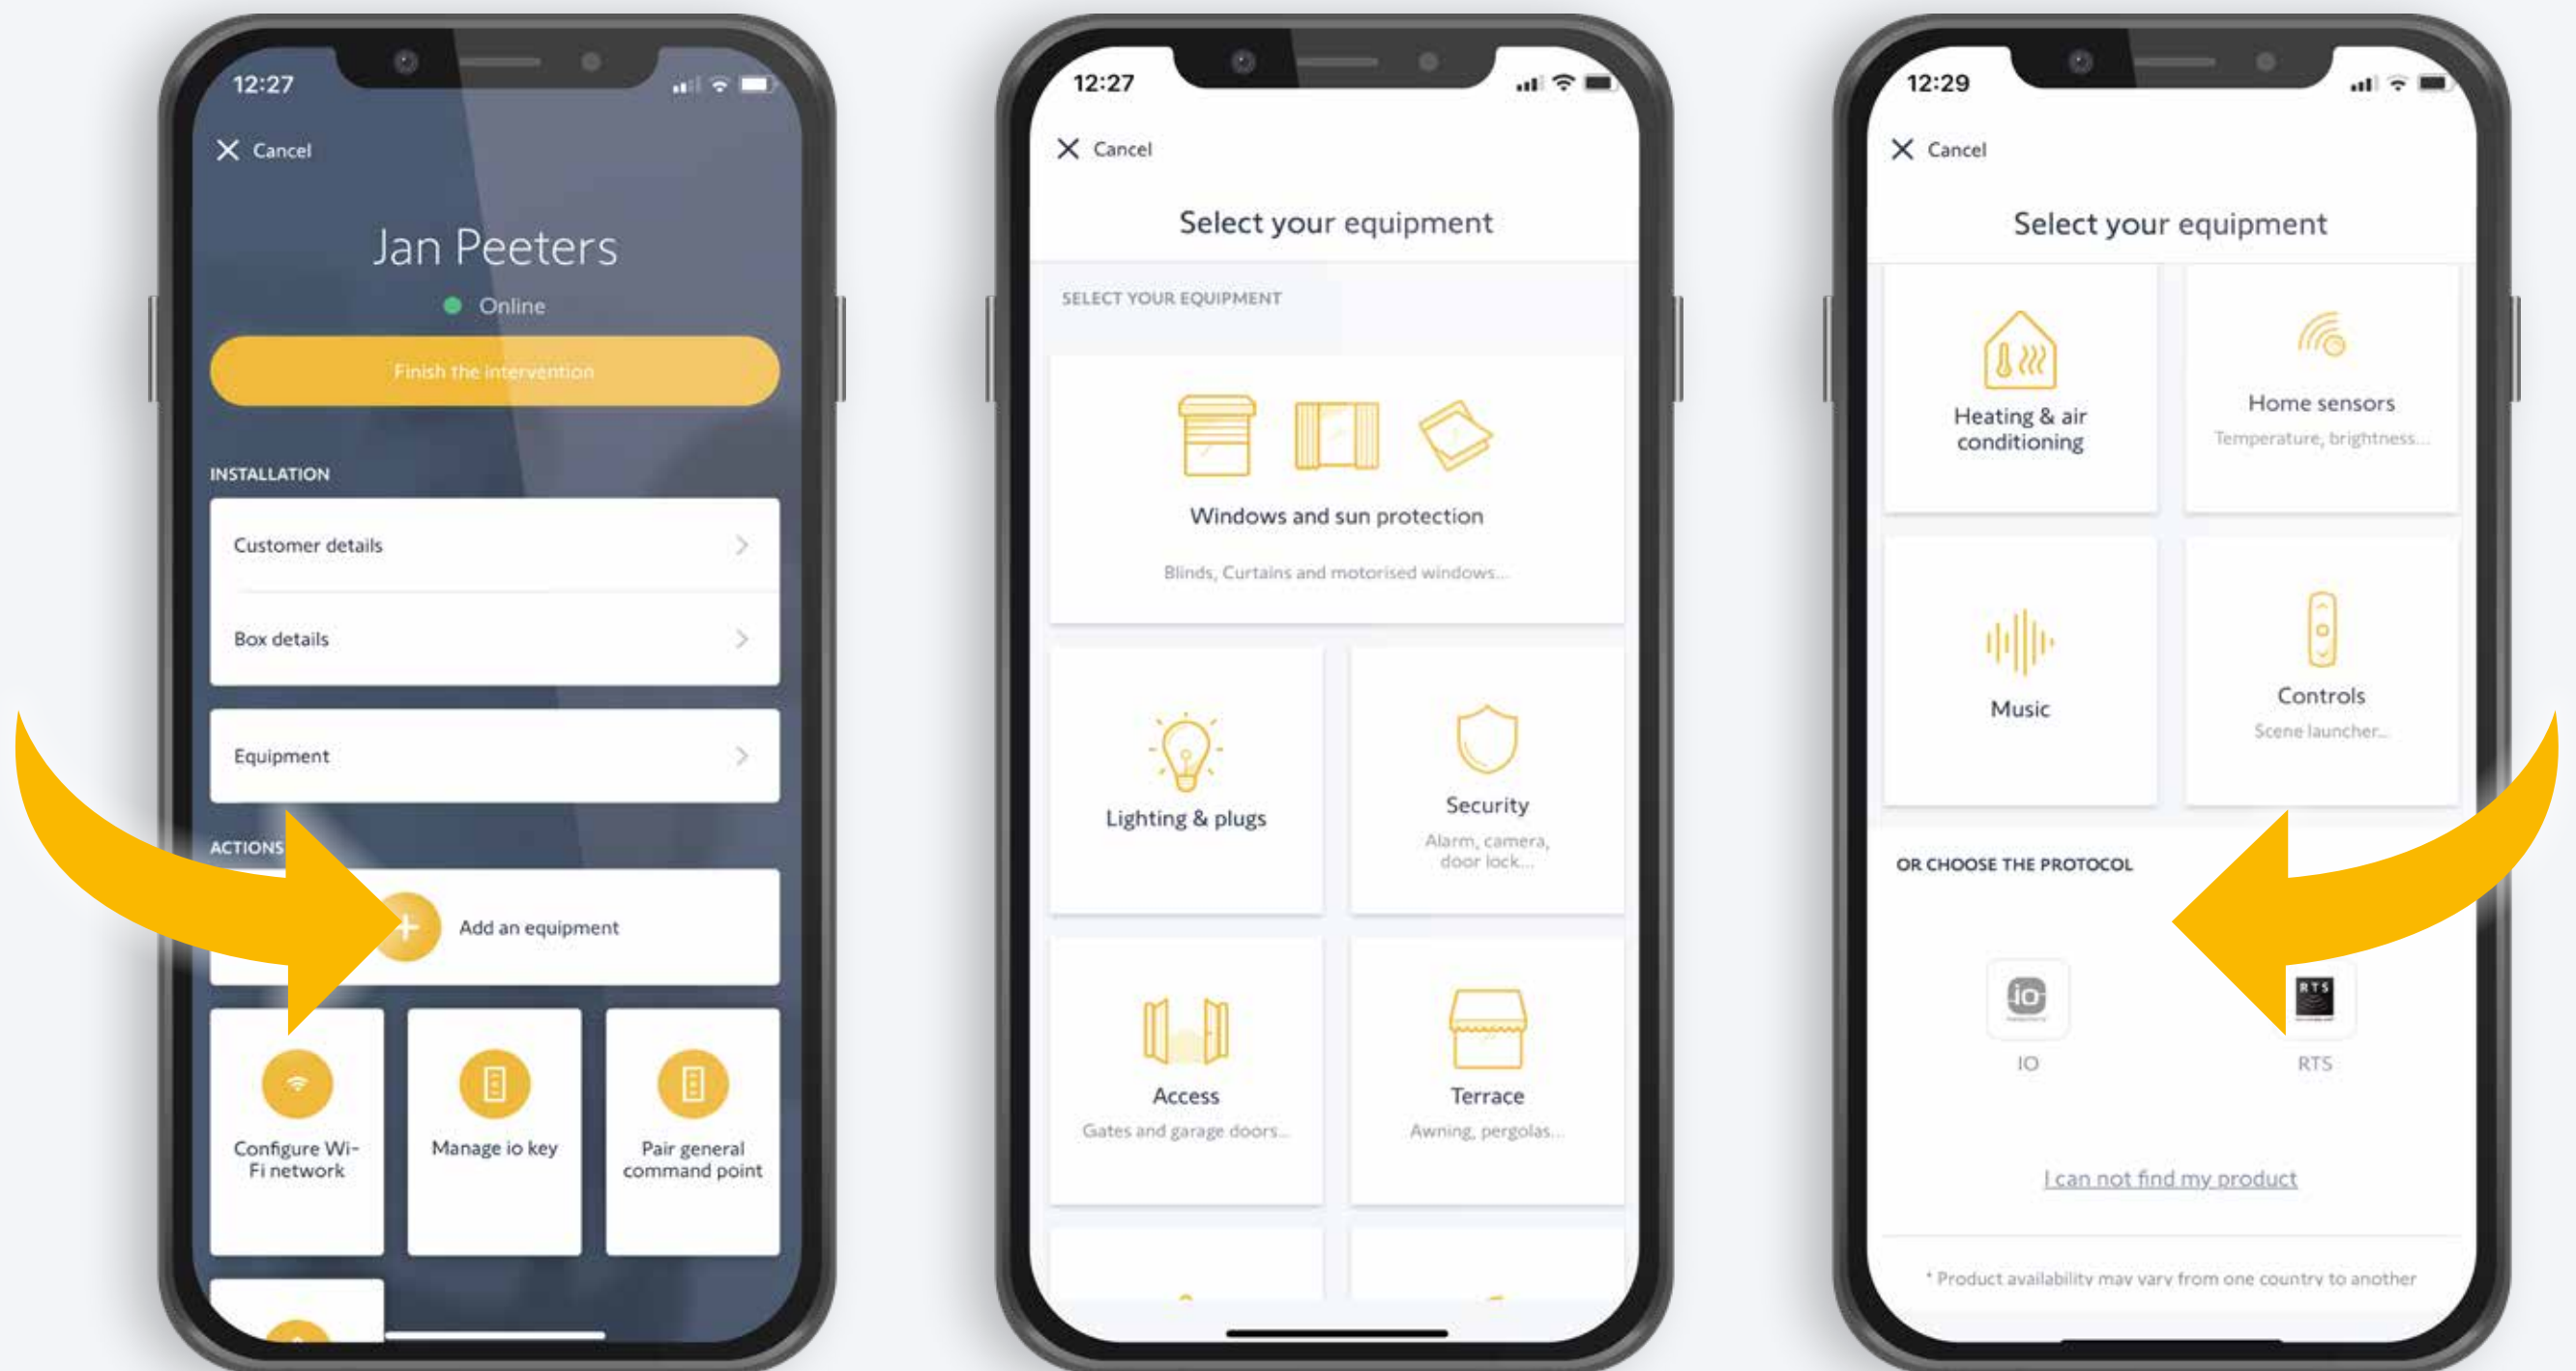 12:27
Cancel
Jan Peeters
Online
Finish the intervention
INSTALLATION
Customer details
Box details
Equipment
ACTIONS
Add an equipment
Configure Wi-
Fi network
Manage io key
Pair general
command point
12:27
Cancel
Select your equipment
SELECT YOUR EQUIPMENT
Windows and sun protection
Blinds, Curtains and motorised windows...
Lighting & plugs
Security
Alarm, camera,
door lock...
Access
Gates and garage doors...
Terrace
Awning, pergolas...
12:29
Cancel
Select your equipment
Heating & air
conditioning
Home sensors
Temperature, brightness...
Music
Controls
Scene launcher...
OR CHOOSE THE PROTOCOL
io
IO
RTS
RTS
I can not find my product
* Product availability may vary from one country to another